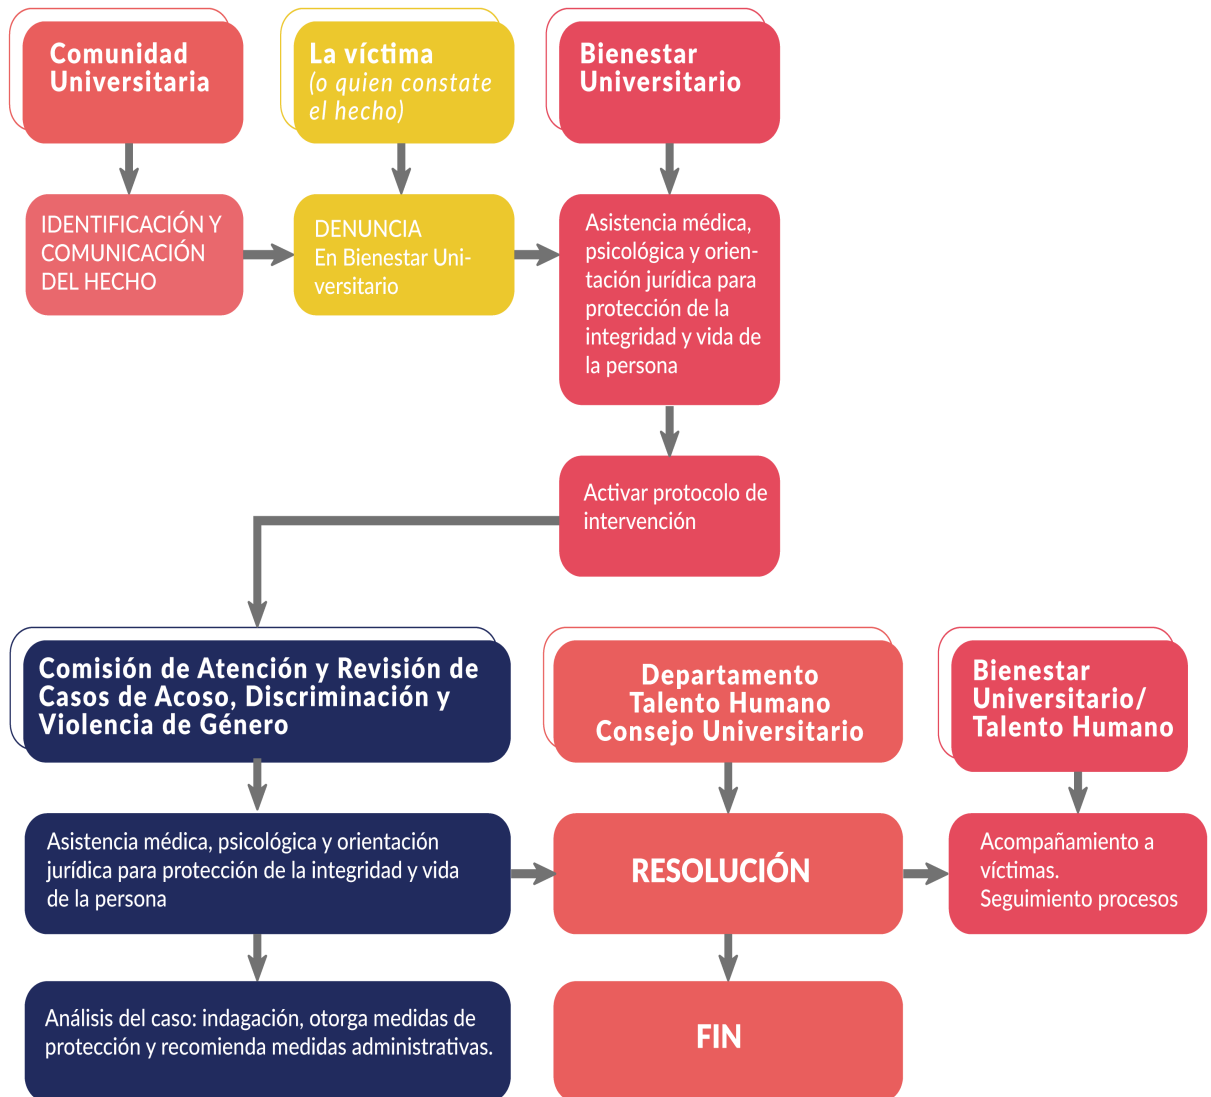 Comunidad
Universitaria
La víctima
(o quien constate
el hecho)
Bienestar
Universitario
IDENTIFICACIÓN Y
COMUNICACIÓN
DEL HECHO
DENUNCIA
En Bienestar Uni-
versitario
Asistencia médica,
psicológica y orien-
tación jurídica para
protección de la
integridad y vida de
la persona
Activar protocolo de
intervención
Comisión de Atención y Revisión de
Casos de Acoso, Discriminación y
Violencia de Género
Departamento
Talento Humano
Consejo Universitario
Bienestar
Universitario/
Talento Humano
Asistencia médica, psicológica y orientación
jurídica para protección de la integridad y vida
de la persona
RESOLUCIÓN
Acompañamiento a
víctimas.
Seguimiento procesos
Análisis del caso: indagación, otorga medidas de
protección y recomienda medidas administrativas.
FIN